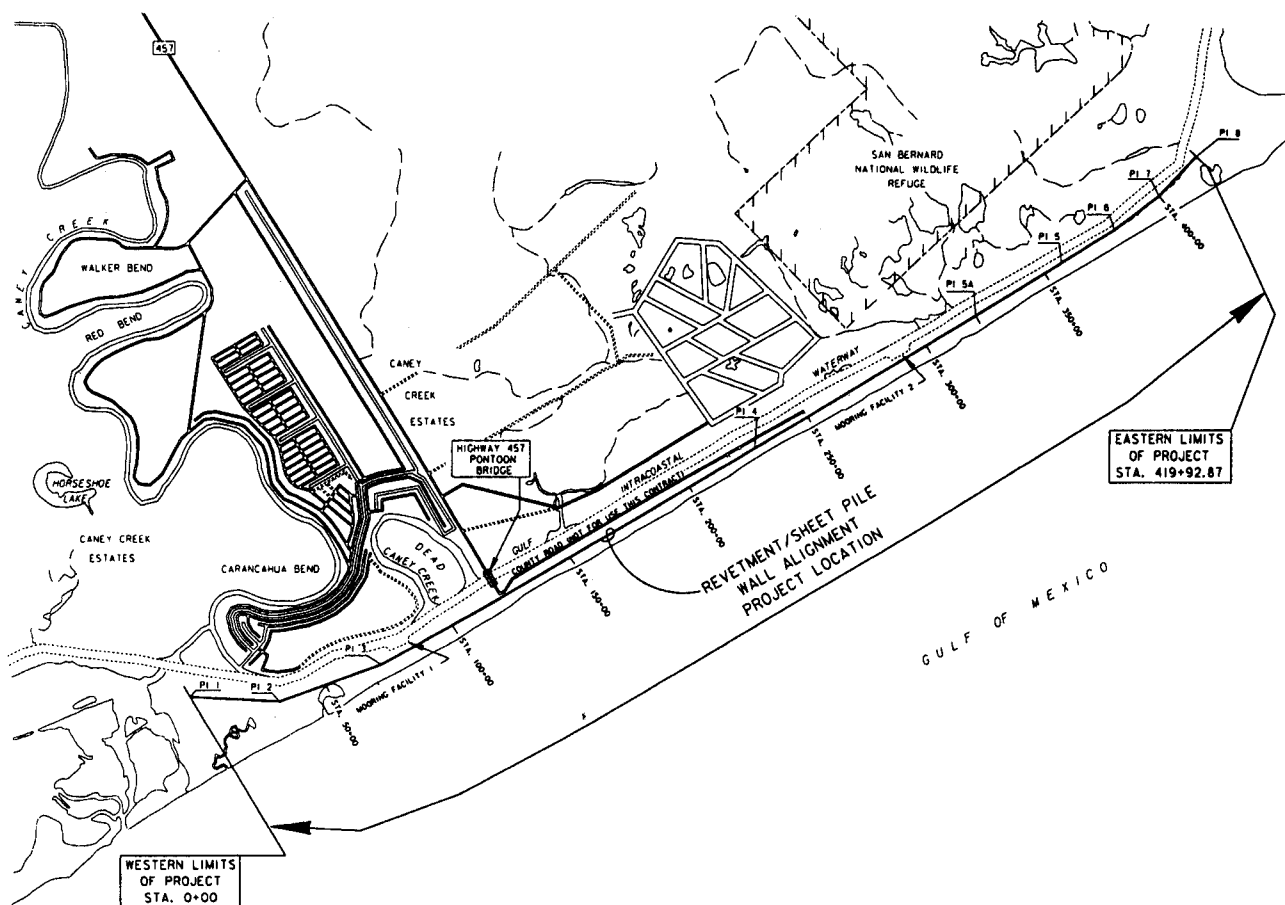 457
PI 8
SAN BERNARD
NATIONAL WILDLIFE
REFUGE
PI 7
STA. 400+00
PI 6
CANEY CREEK
WALKER BEND
PI 5
RED BEND
PI 5A
STA. 350+00
CANEY
CREEK
ESTATES
WATERWAY
MOORING FACILITY 2
STA. 300+00
PI 4
HIGHWAY 457
PONTOON
BRIDGE
STA. 250+00
EASTERN LIMITS
OF PROJECT
STA. 419+92.87
HORSESHOE
LAKE
INTRACOASTAL
GULF
COUNTY ROAD (NOT FOR USE THIS CONTRACT)
STA. 200+00
CANEY CREEK
ESTATES
DEAD
CANEY CREEK
CARANCAHUA BEND
STA. 150+00
REVETMENT/SHEET PILE
WALL ALIGNMENT
PROJECT LOCATION
GULF OF MEXICO
PI 3
STA. 100+00
MOORING FACILITY 1
PI 1
PI 2
STA. 50+00
WESTERN LIMITS
OF PROJECT
STA. 0+00